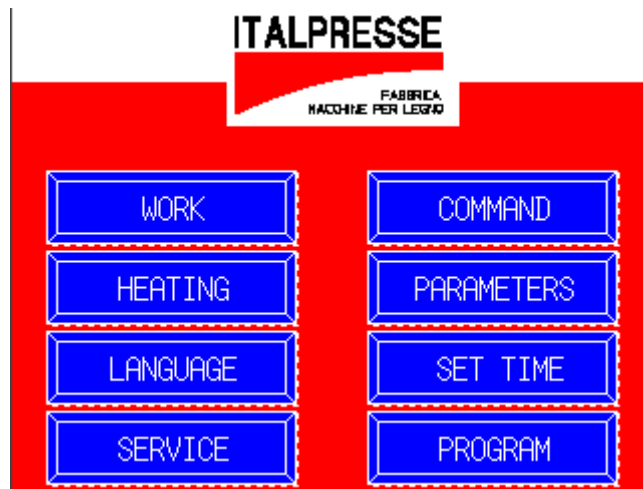 ITALPRESSE
FABBRICA
MACCHINE PER LEGNO
WORK
COMMAND
HEATING
PARAMETERS
LANGUAGE
SET TIME
SERVICE
PROGRAM